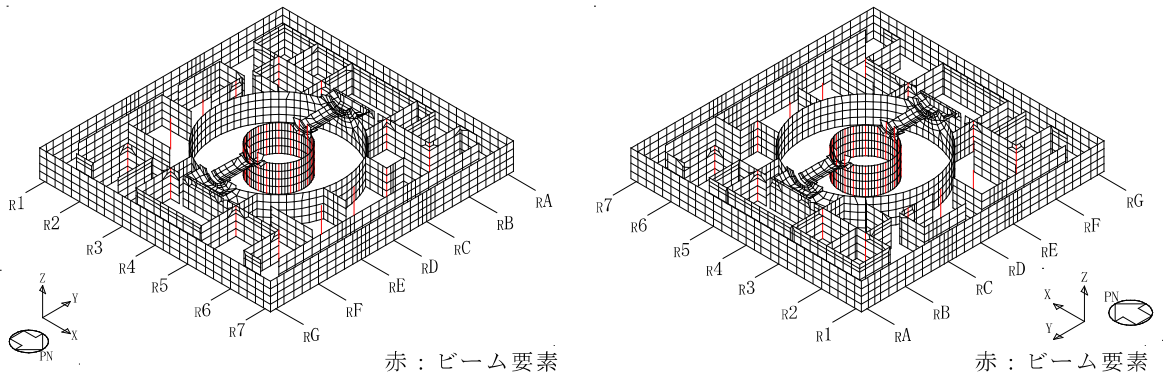 R1
R2
R3
R4
R5
R6
R7
RG
RF
RE
RD
RC
RB
RA
Z
Y
X
PN
赤：ビーム要素
R7
R6
R5
R4
R3
R2
R1
RA
RB
RC
RD
RE
RF
RG
Z
X
Y
PN
赤：ビーム要素